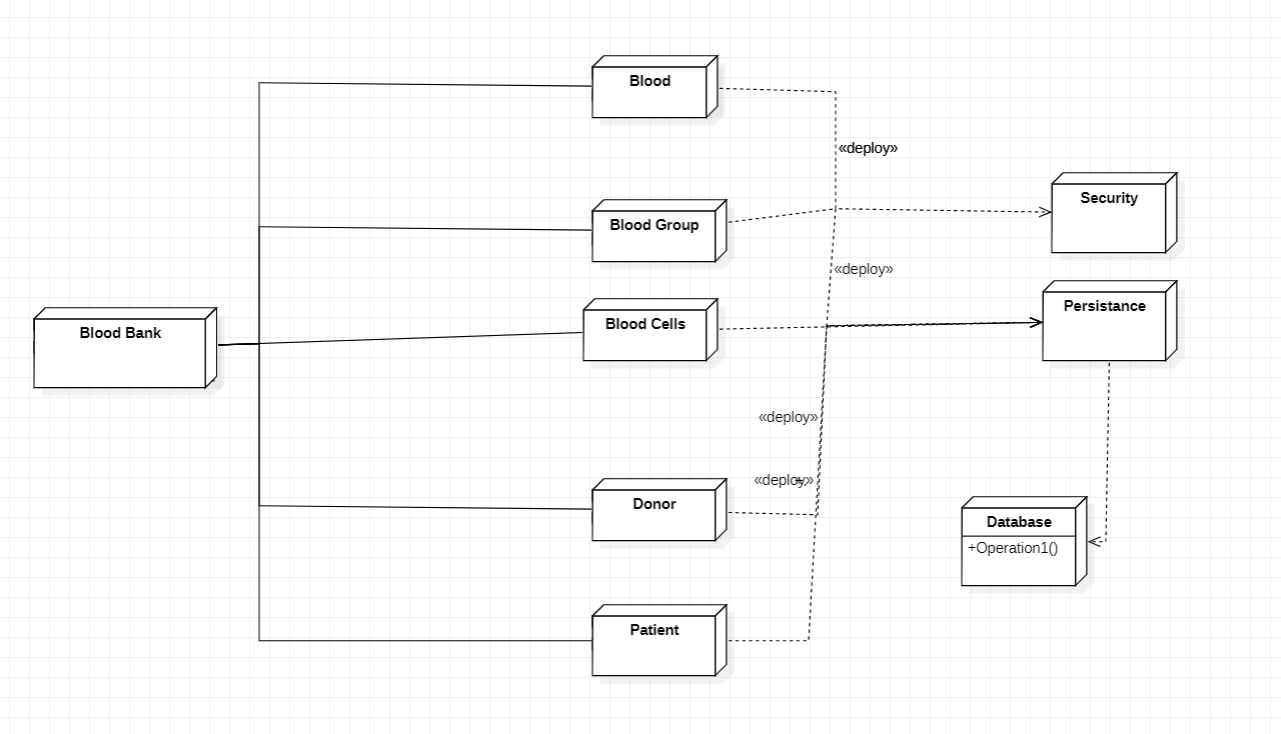 Blood
«deploy»
Security
Blood Group
«deploy»
Persistance
Blood Bank
Blood Cells
«deploy»
«deploy»
Donor
Database
+Operation1()
Patient